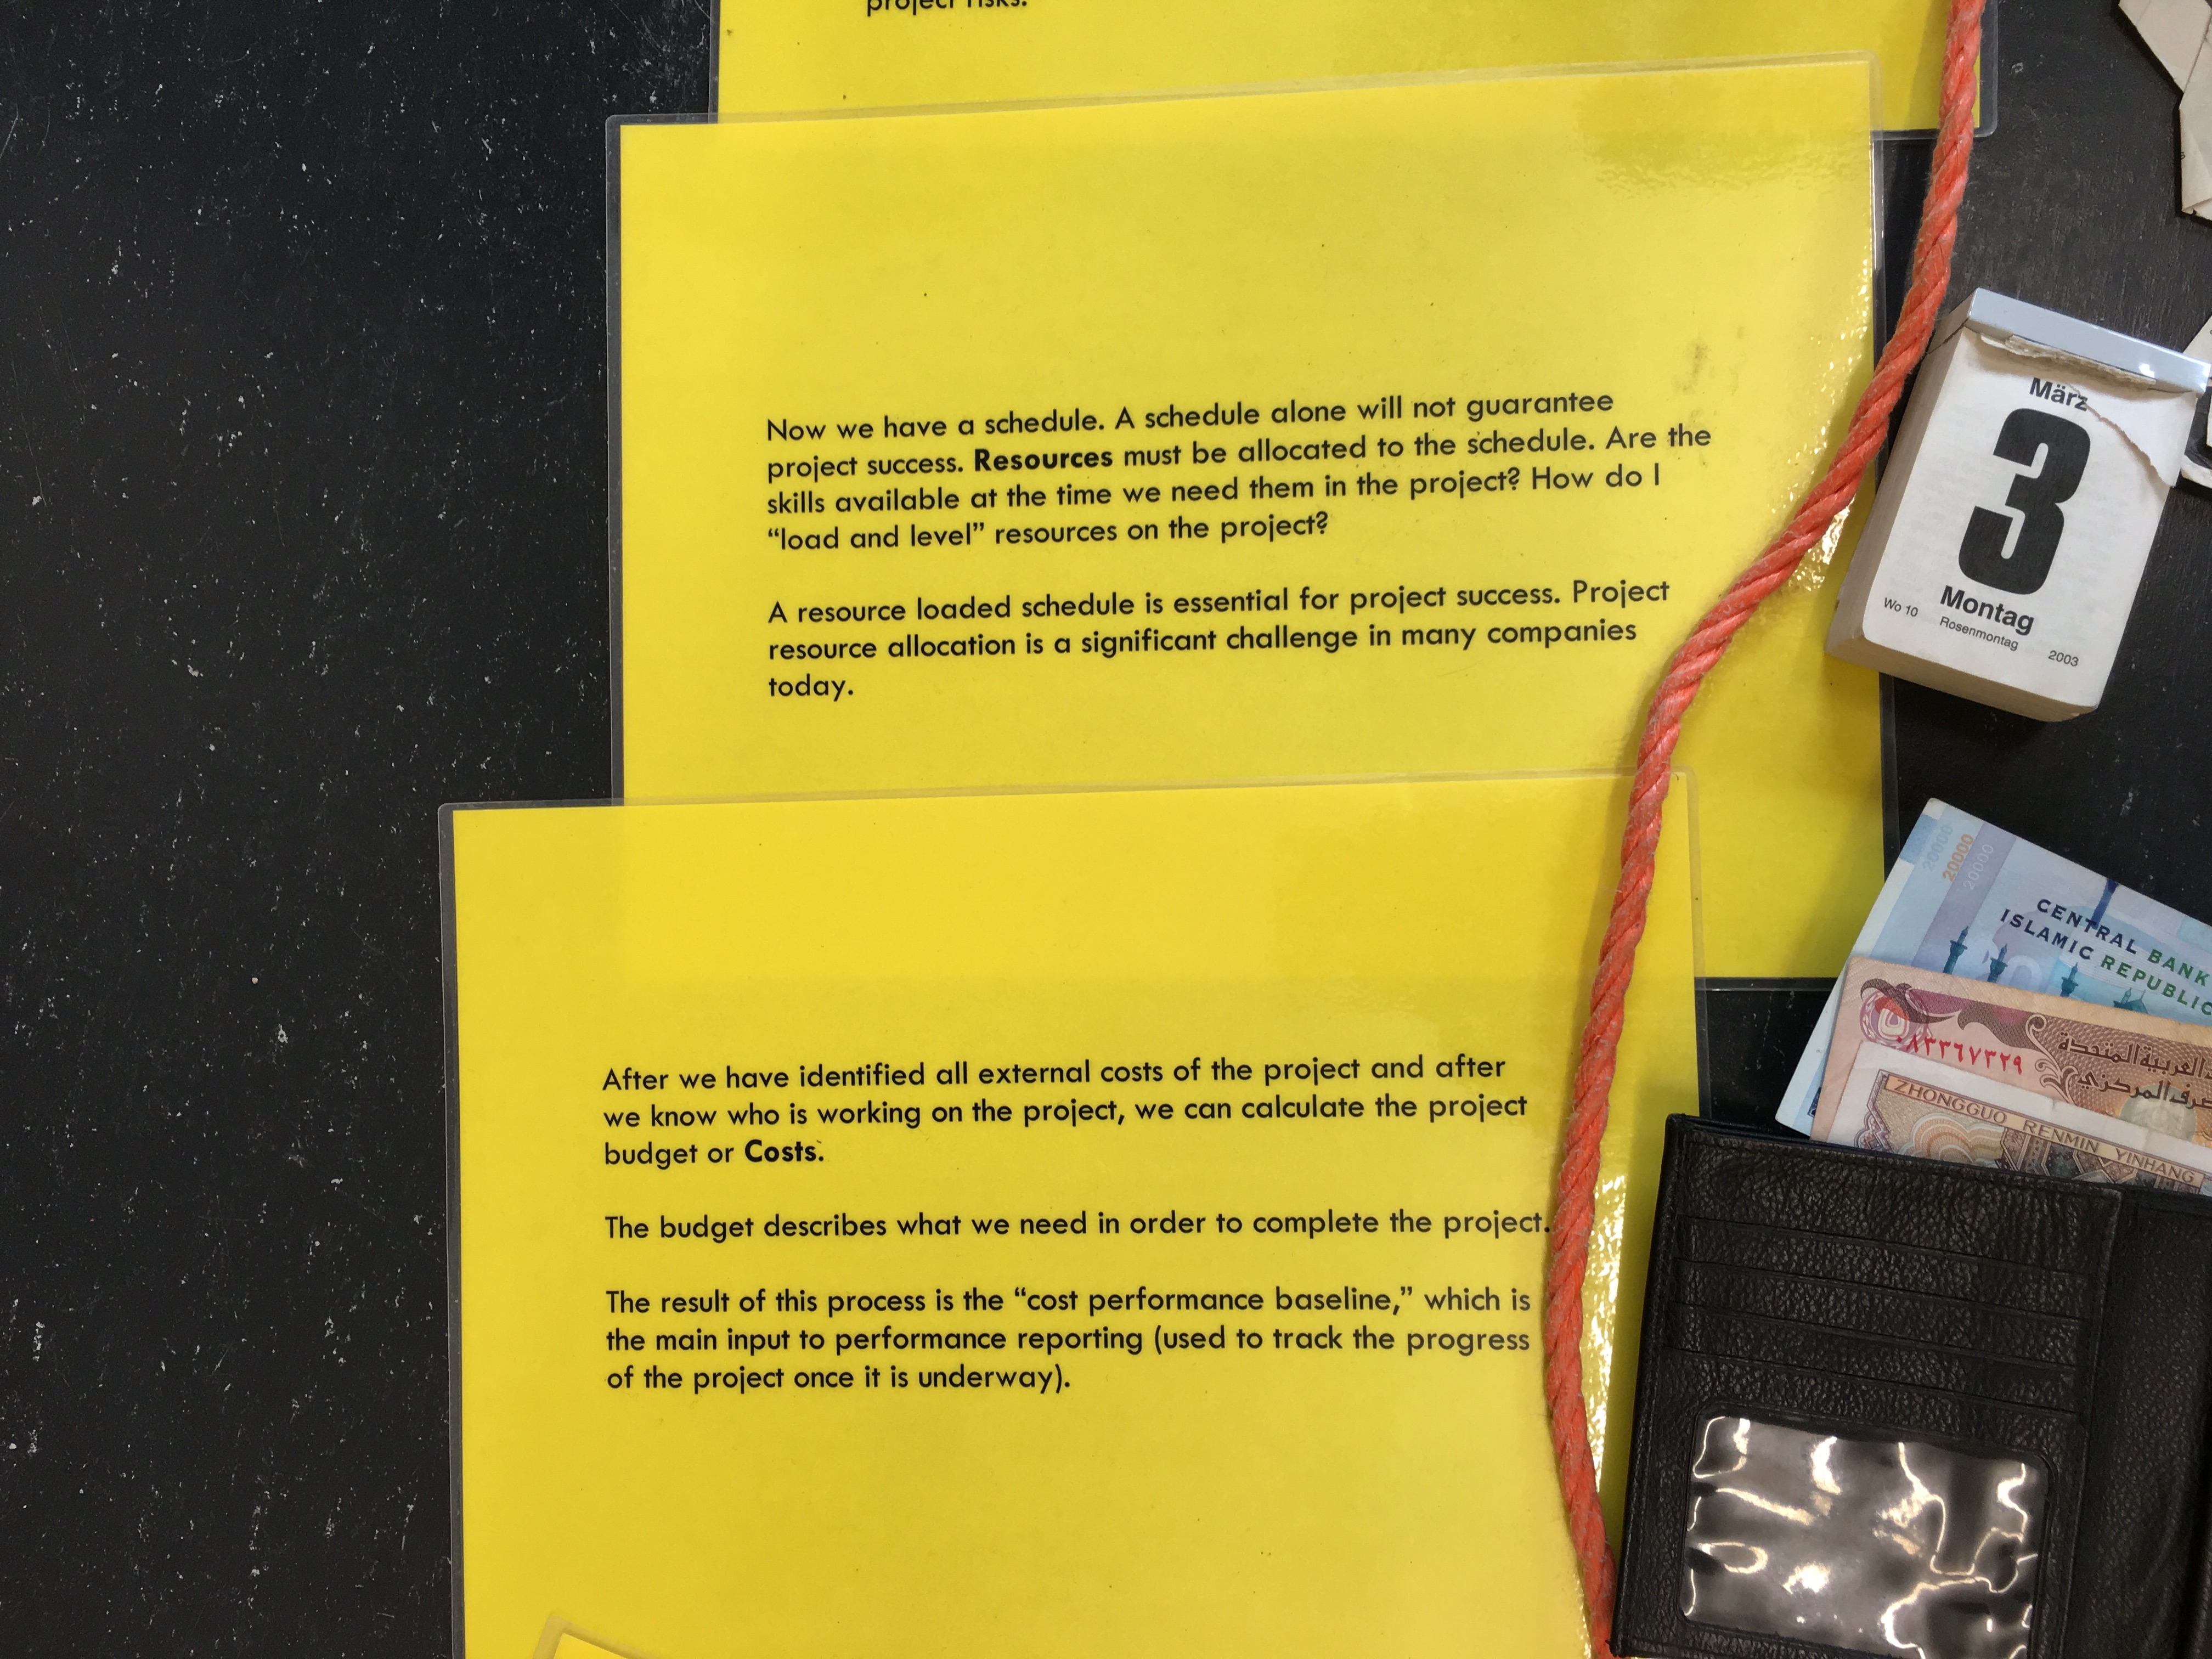 project risks.
Now we have a schedule. A schedule alone will not guarantee
project success. Resources must be allocated to the schedule. Are the
skills available at the time we need them in the project? How do I
“load and level” resources on the project?
A resource loaded schedule is essential for project success. Project
resource allocation is a significant challenge in many companies
today.
After we have identified all external costs of the project and after
we know who is working on the project, we can calculate the project
budget or Costs.
The budget describes what we need in order to complete the project.
The result of this process is the “cost performance baseline,” which is
the main input to performance reporting (used to track the progress
of the project once it is underway).
März
3
Montag
Wo 10
Rosenmontag
2003
20000
20000
20000
CENTRAL BANK
ISLAMIC REPUBLIC
العربية المتحدة
المركزي
٠٨٣٣٦٧٣٢٩
ZHONGGUO RENMIN YINHANG